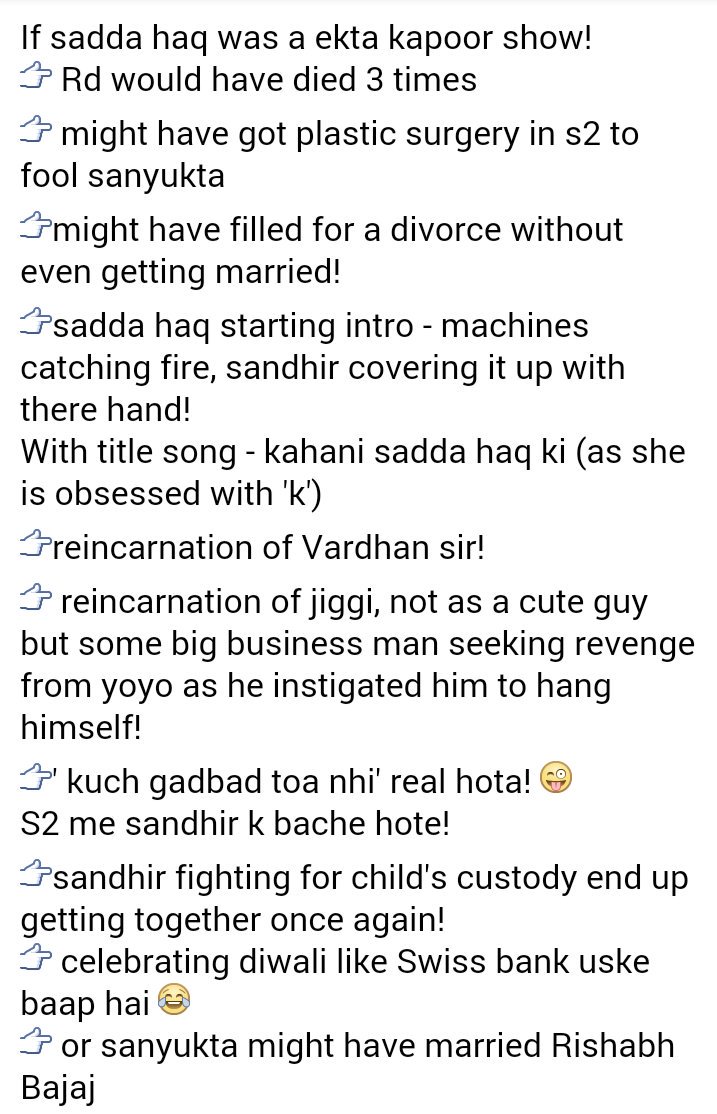 If sadda haq was a ekta kapoor show!
👉 Rd would have died 3 times
👉 might have got plastic surgery in s2 to
fool sanyukta
👉might have filled for a divorce without
even getting married!
👉sadda haq starting intro - machines
catching fire, sandhir covering it up with
there hand!
With title song - kahani sadda haq ki (as she
is obsessed with 'k')
👉reincarnation of Vardhan sir!
👉 reincarnation of jiggi, not as a cute guy
but some big business man seeking revenge
from yoyo as he instigated him to hang
himself!
👉' kuch gadbad toa nhi' real hota! 😜
S2 me sandhir k bache hote!
👉sandhir fighting for child's custody end up
getting together once again!
👉 celebrating diwali like Swiss bank uske
baap hai 😂
👉 or sanyukta might have married Rishabh
Bajaj